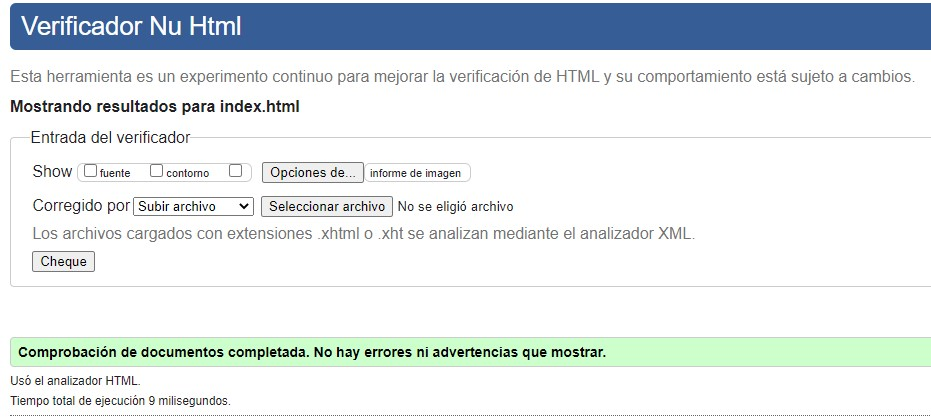 Verificador Nu Html
Esta herramienta es un experimento continuo para mejorar la verificación de HTML y su comportamiento está sujeto a cambios.
Mostrando resultados para index.html
Entrada del verificador
Show fuente contorno Opciones de... informe de imagen
Corregido por Subir archivo Seleccionar archivo No se eligió archivo
Los archivos cargados con extensiones .xhtml o .xht se analizan mediante el analizador XML.
Cheque
Comprobación de documentos completada. No hay errores ni advertencias que mostrar.
Usó el analizador HTML.
Tiempo total de ejecución 9 milisegundos.